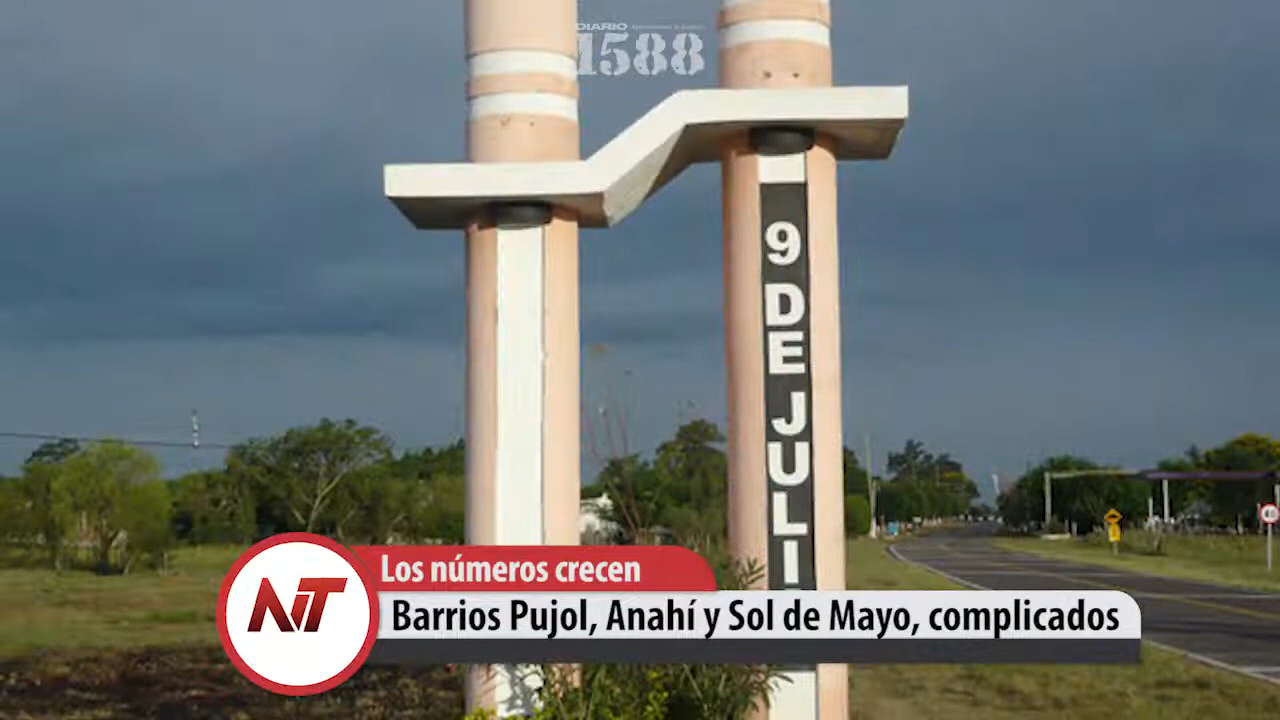 DIARIO
1588
9 DE JULI
NT
Los números crecen
Barrios Pujol, Anahí y Sol de Mayo, complicados